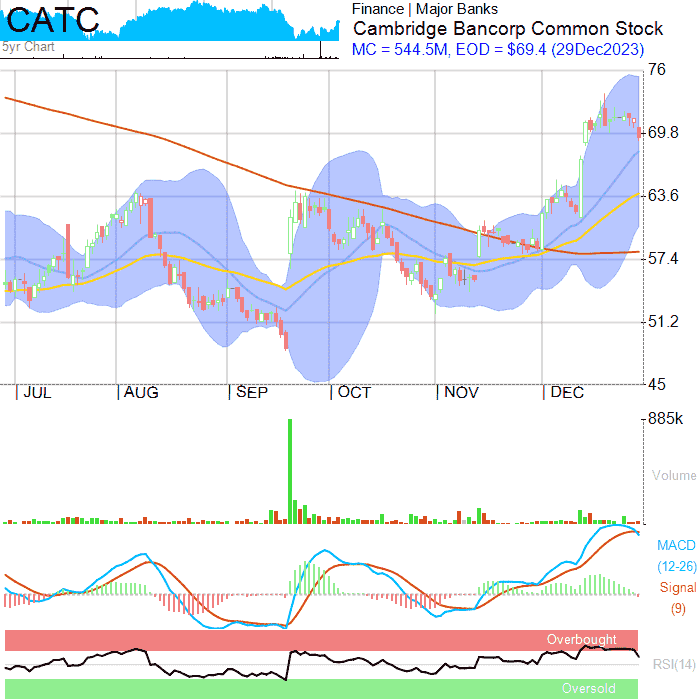 CATC
5yr Chart
Finance | Major Banks
Cambridge Bancorp Common Stock
MC = 544.5M, EOD = $69.4 (29Dec2023)
76
69.8
63.6
57.4
51.2
45
JUL AUG SEP OCT NOV DEC
885k
Volume
MACD
(12-26)
Signal
(9)
Overbought
RSI(14)
Oversold